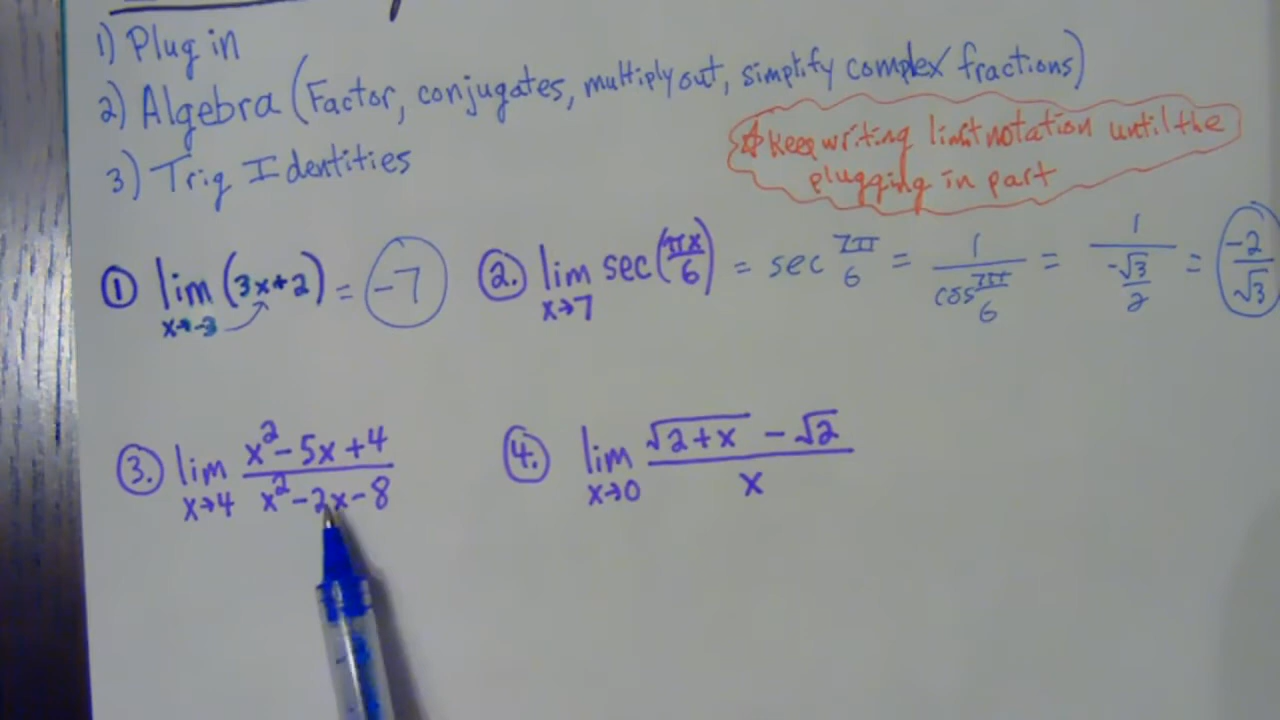 1) Plug in
2) Algebra (Factor, conjugates, multiply out, simplify complex fractions)
3) Trig Identities
* Keep writing limit notation until the
plugging in part
① lim x→-3 (3x+2) = -7
②. lim x→7 sec(πx/6) = sec 7π/6 = 1/(cos 7π/6) = 1/(-√3/2) = -2/√3
③. lim x→4 (x²-5x+4)/(x²-2x-8)
④. lim x→0 (√(2+x) - √2)/x